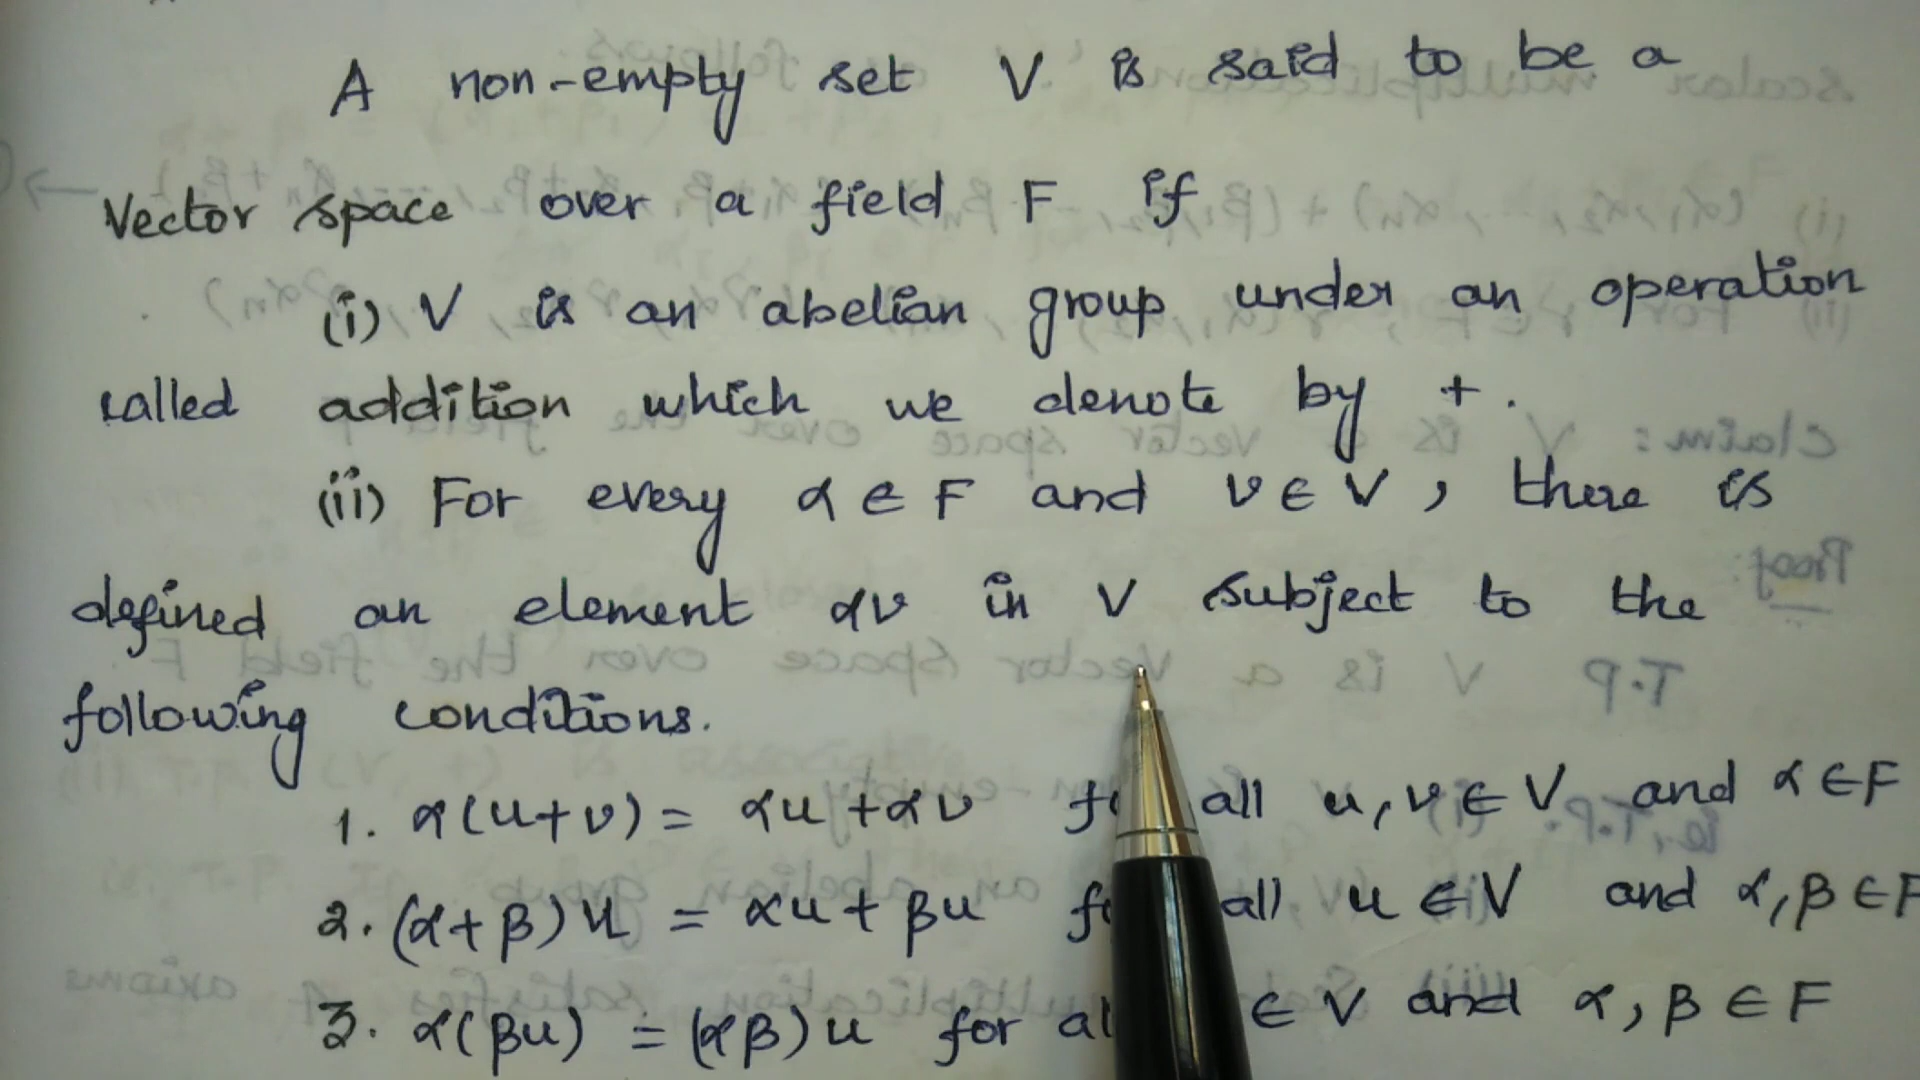 A non-empty set V is said to be a
Vector space over a field F if
(i) V is an abelian group under an operation
called addition which we denote by + .
(ii) For every α ∈ F and v ∈ V, there is
defined an element αv in V subject to the
following conditions.
1. α(u+v) = αu + αv all u, v ∈ V and α ∈ F
2. (α+β)u = αu + βu all u ∈ V and α, β ∈ F
3. α(βu) = (αβ)u for ∈ V and α, β ∈ F